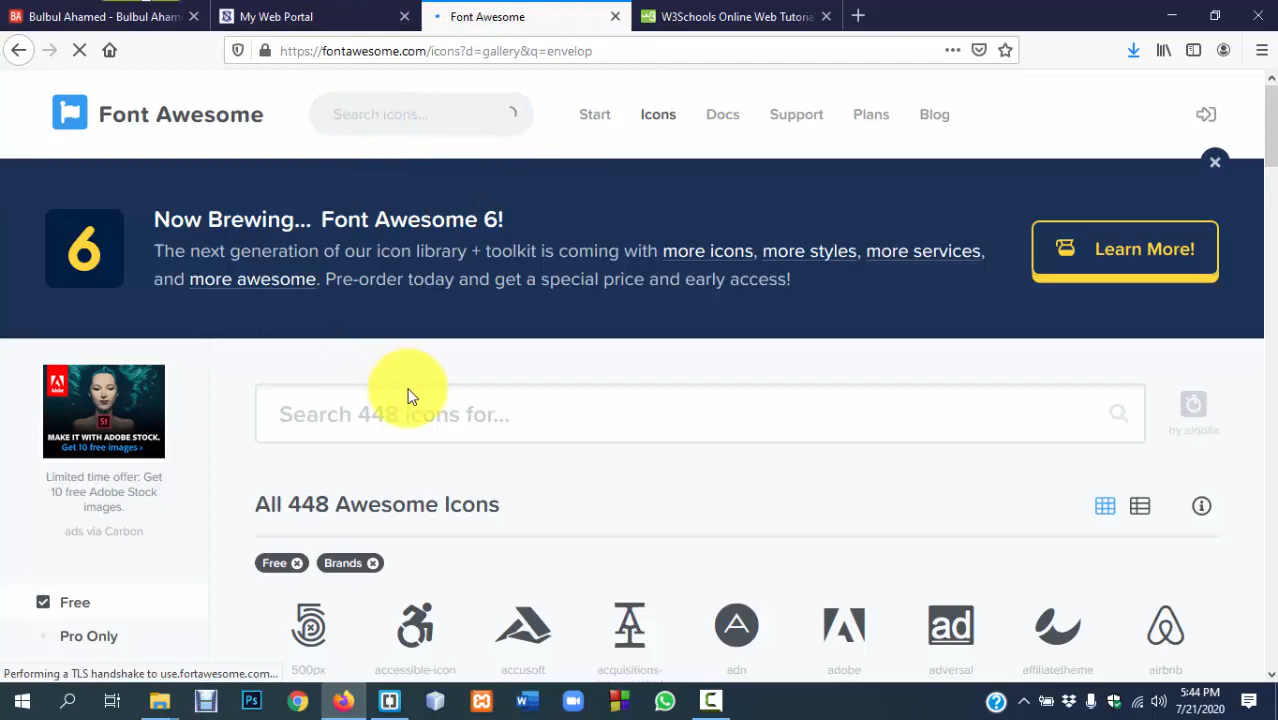 Bulbul Ahamed - Bulbul Aham
My Web Portal
Font Awesome
W3Schools Online Web Tutoria
https://fontawesome.com/icons?d=gallery&q=envelop
Font Awesome
Search icons...
Start
Icons
Docs
Support
Plans
Blog
6
Now Brewing... Font Awesome 6!
The next generation of our icon library + toolkit is coming with more icons, more styles, more services,
and more awesome. Pre-order today and get a special price and early access!
Learn More!
Adobe
St
MAKE IT WITH ADOBE STOCK.
Get 10 free images ›
Limited time offer: Get
10 free Adobe Stock
images.
ads via Carbon
Search 448 icons for...
by algolia
All 448 Awesome Icons
Free
Brands
Free
Pro Only
ad
500px
accessible-icon
accusoft
acquisitions-
adn
adobe
adversal
affiliatetheme
airbnb
Performing a TLS handshake to use.fortawesome.com...
5:44 PM
7/21/2020